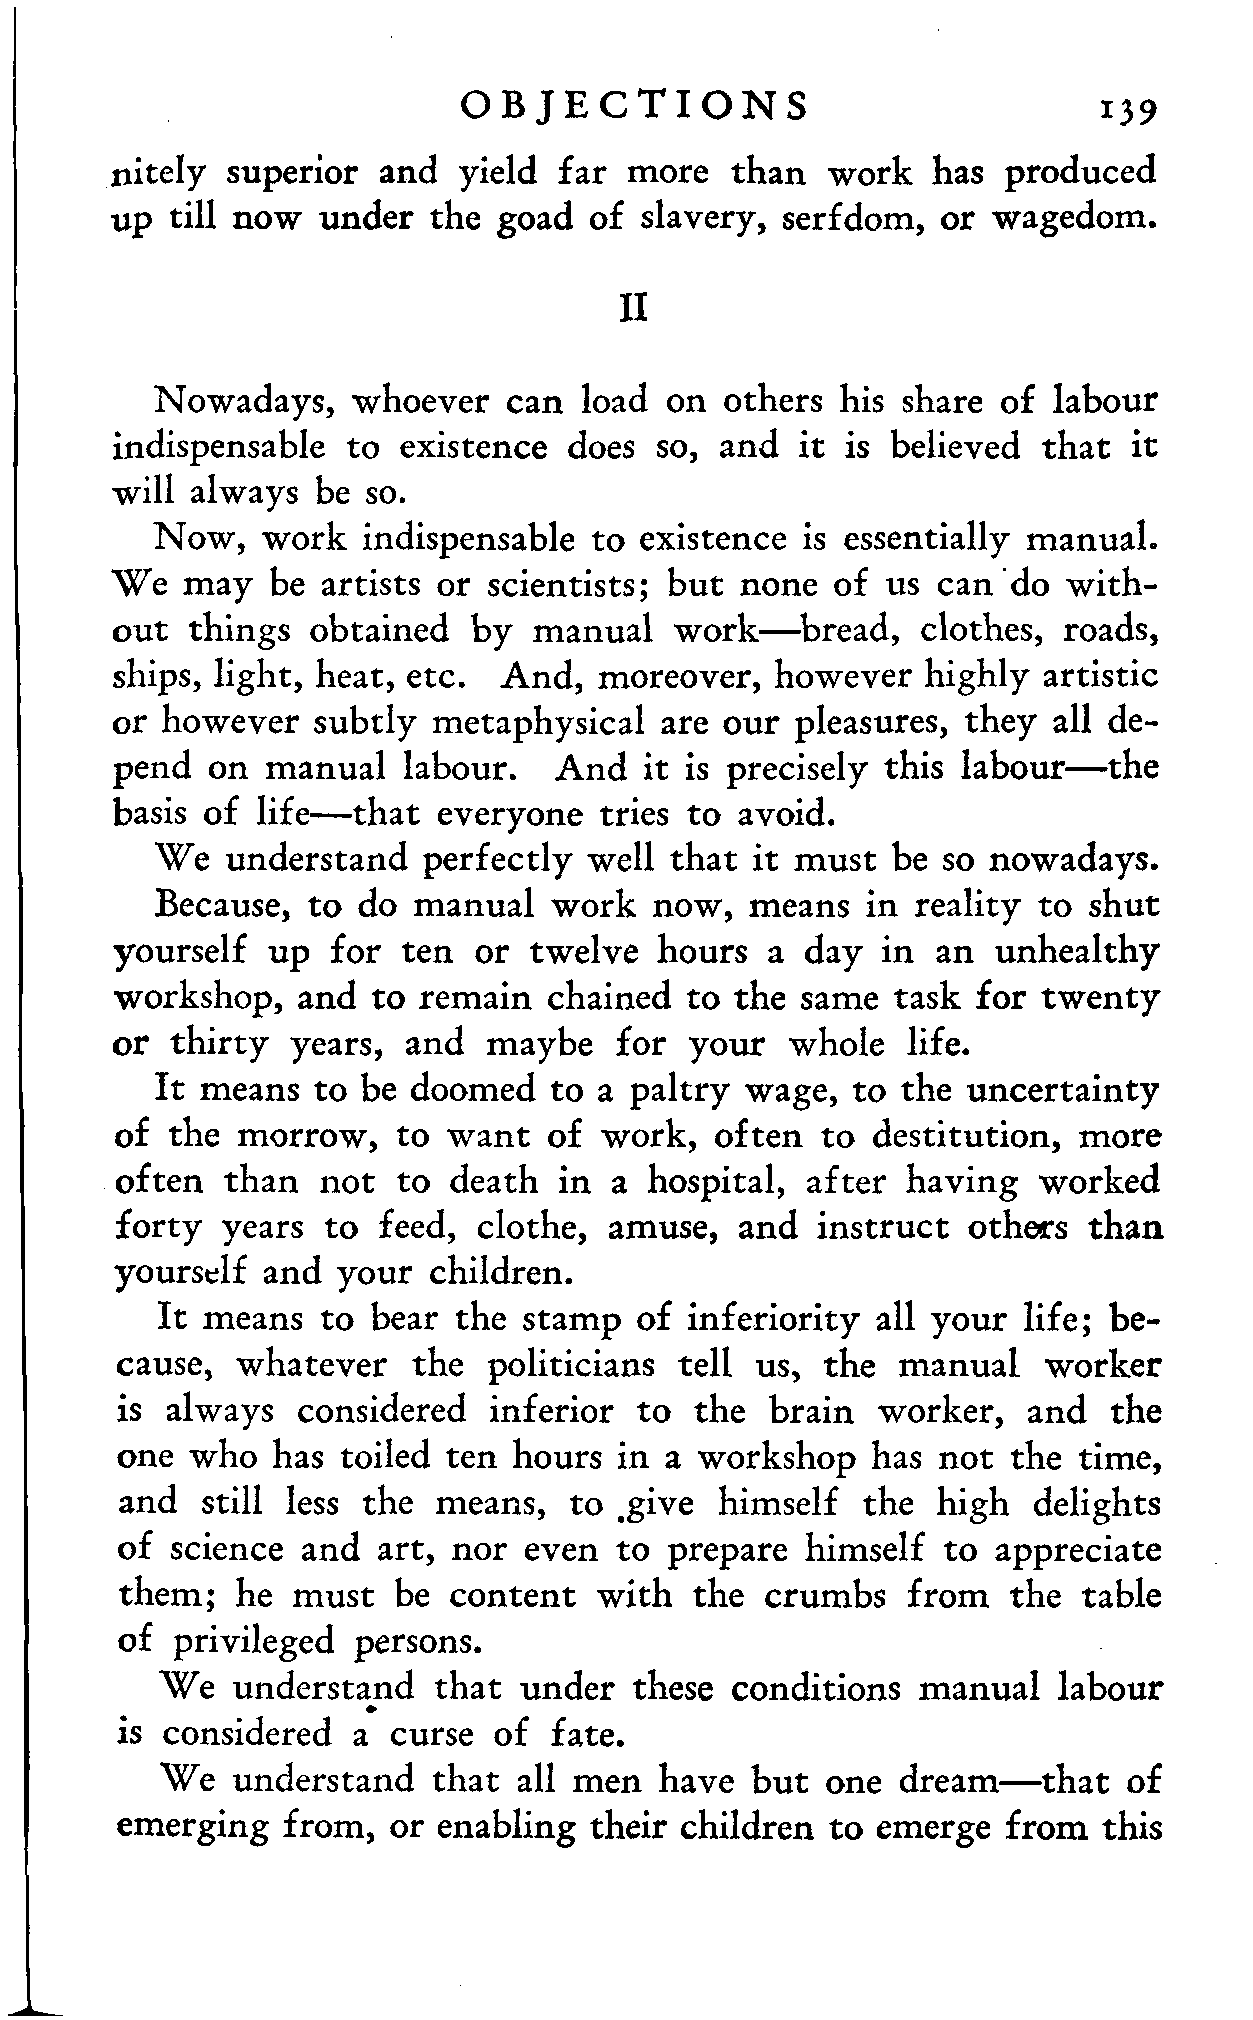 OBJECTIONS 139
nitely superior and yield far more than work has produced
up till now under the goad of slavery, serfdom, or wagedom.
II
Nowadays, whoever can load on others his share of labour
indispensable to existence does so, and it is believed that it
will always be so.
Now, work indispensable to existence is essentially manual.
We may be artists or scientists; but none of us can do with-
out things obtained by manual work—bread, clothes, roads,
ships, light, heat, etc. And, moreover, however highly artistic
or however subtly metaphysical are our pleasures, they all de-
pend on manual labour. And it is precisely this labour—the
basis of life—that everyone tries to avoid.
We understand perfectly well that it must be so nowadays.
Because, to do manual work now, means in reality to shut
yourself up for ten or twelve hours a day in an unhealthy
workshop, and to remain chained to the same task for twenty
or thirty years, and maybe for your whole life.
It means to be doomed to a paltry wage, to the uncertainty
of the morrow, to want of work, often to destitution, more
often than not to death in a hospital, after having worked
forty years to feed, clothe, amuse, and instruct others than
yourself and your children.
It means to bear the stamp of inferiority all your life; be-
cause, whatever the politicians tell us, the manual worker
is always considered inferior to the brain worker, and the
one who has toiled ten hours in a workshop has not the time,
and still less the means, to give himself the high delights
of science and art, nor even to prepare himself to appreciate
them; he must be content with the crumbs from the table
of privileged persons.
We understand that under these conditions manual labour
is considered a curse of fate.
We understand that all men have but one dream—that of
emerging from, or enabling their children to emerge from this